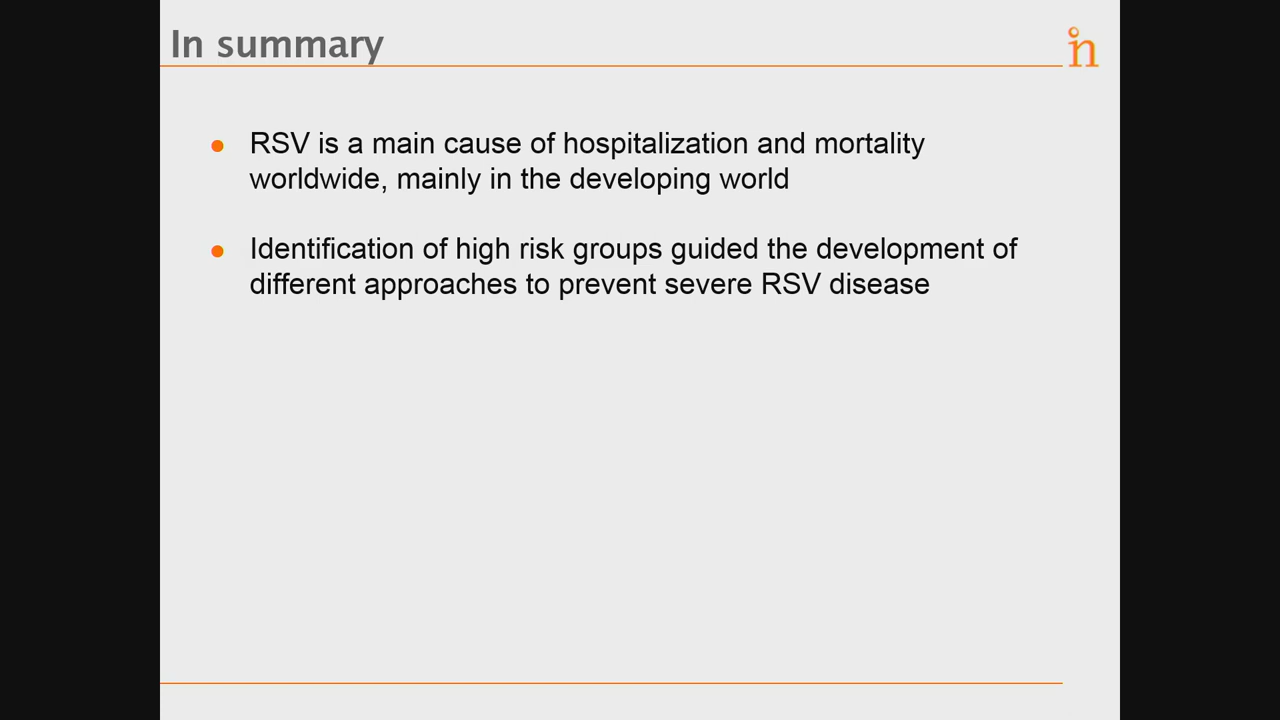 In summary
in
● RSV is a main cause of hospitalization and mortality
worldwide, mainly in the developing world
● Identification of high risk groups guided the development of
different approaches to prevent severe RSV disease